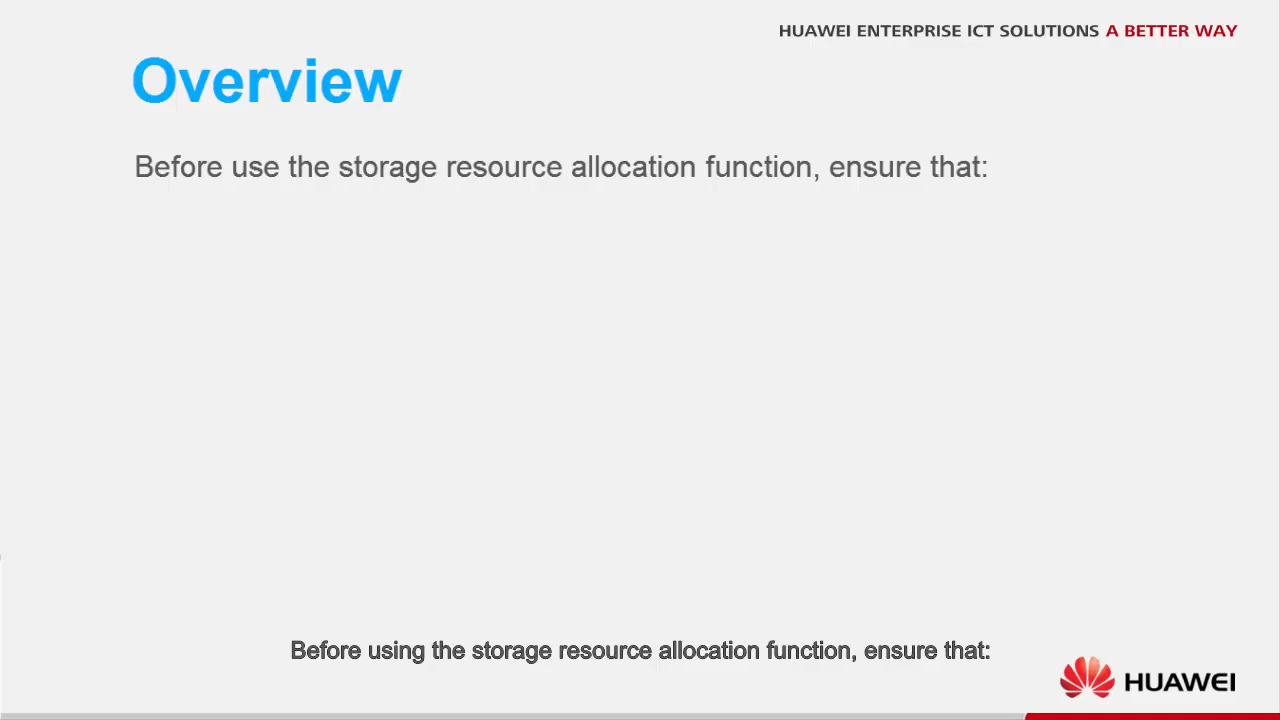 HUAWEI ENTERPRISE ICT SOLUTIONS A BETTER WAY
Overview
Before use the storage resource allocation function, ensure that:
Before using the storage resource allocation function, ensure that:
HUAWEI